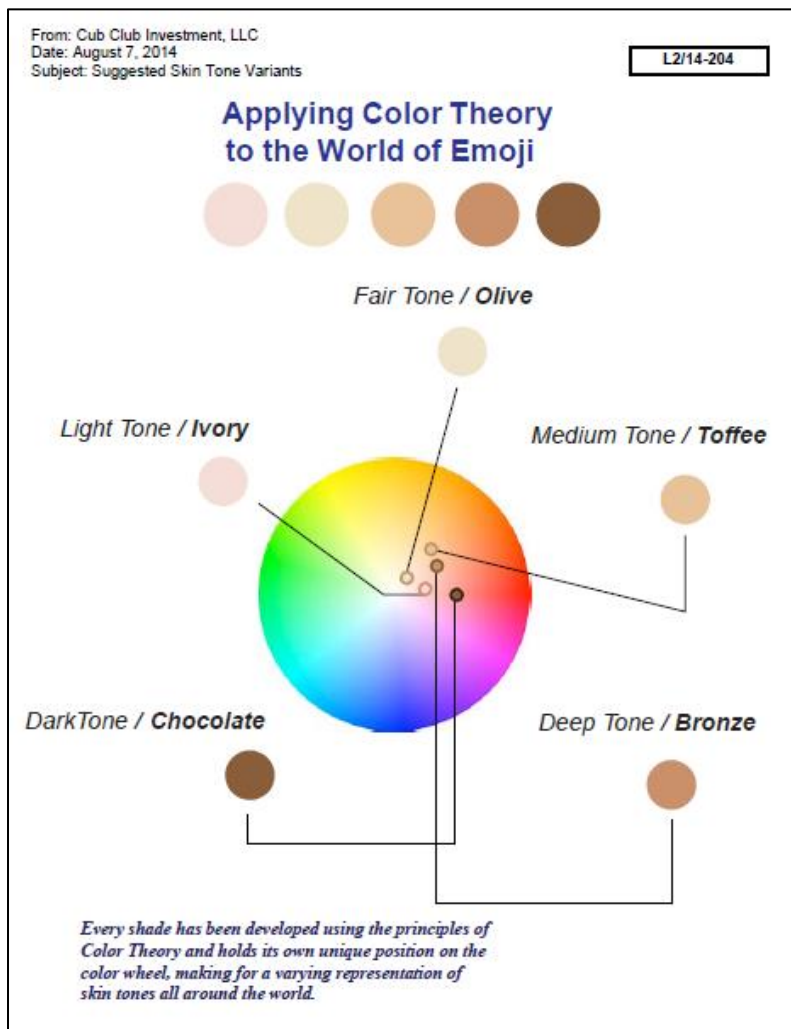 From: Cub Club Investment, LLC
Date: August 7, 2014
Subject: Suggested Skin Tone Variants
L2/14-204
Applying Color Theory
to the World of Emoji
Fair Tone / Olive
Light Tone / Ivory
Medium Tone / Toffee
DarkTone / Chocolate
Deep Tone / Bronze
Every shade has been developed using the principles of
Color Theory and holds its own unique position on the
color wheel, making for a varying representation of
skin tones all around the world.